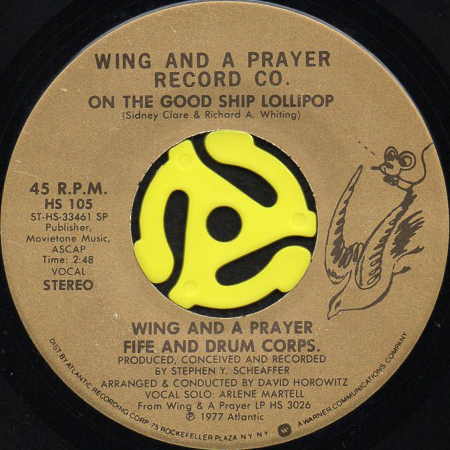 WING AND A PRAYER
RECORD CO.
ON THE GOOD SHIP LOLLIPOP
(Sidney Clare & Richard A. Whiting)
45 R.P.M.
HS 105
ST-HS-33461 SP
Publisher,
Movietone Music,
ASCAP
Time: 2:48
VOCAL
STEREO
WING AND A PRAYER
FIFE AND DRUM CORPS.
PRODUCED, CONCEIVED AND RECORDED
BY STEPHEN Y. SCHEAFFER
ARRANGED & CONDUCTED BY DAVID HOROWITZ
VOCAL SOLO: ARLENE MARTELL
From Wing & A Prayer LP HS 3026
℗ 1977 Atlantic
DIST BY ATLANTIC RECORDING CORP. 75 ROCKEFELLER PLAZA N.Y. N.Y. W A WARNER COMMUNICATIONS COMPANY